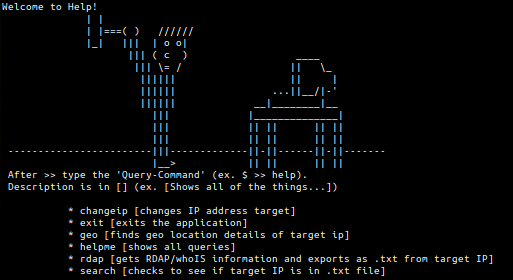 Welcome to Help!
After >> type the 'Query-Command' (ex. $ >> help).
Description is in [] (ex. [Shows all of the things...])
* changeip [changes IP address target]
* exit [exits the application]
* geo [finds geo location details of target ip]
* helpme [shows all queries]
* rdap [gets RDAP/whoIS information and exports as .txt from target IP]
* search [checks to see if target IP is in .txt file]